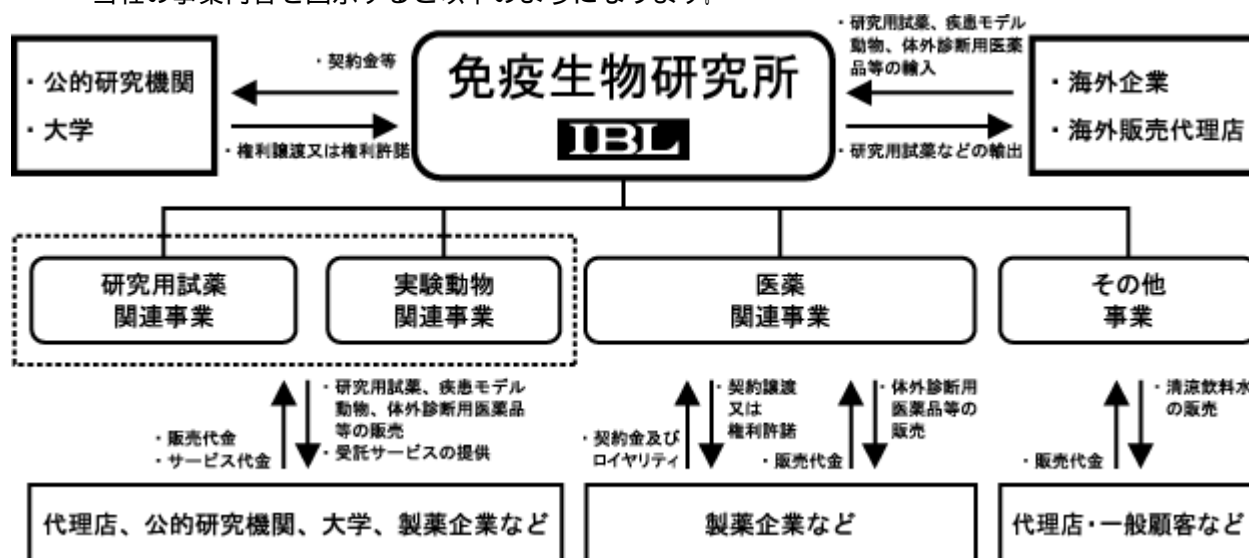 当社の事業内容を図示すると以下のようになります。
・公的研究機関
・大学
・契約金等
・権利譲渡又は権利許諾
免疫生物研究所
IBL
・研究用試薬、疾患モデル
動物、体外診断用医薬
品等の輸入
・研究用試薬などの輸出
・海外企業
・海外販売代理店
研究用試薬
関連事業
実験動物
関連事業
医薬
関連事業
その他
事業
・販売代金
・サービス代金
・研究用試薬、疾患モデル
動物、体外診断用医薬品
等の販売
・受託サービスの提供
・契約金及び
ロイヤリティ
・契約譲渡
又は
権利許諾
・販売代金
・体外診断用
医薬品等の
販売
・販売代金
・清涼飲料水
の販売
代理店、公的研究機関、大学、製薬企業など
製薬企業など
代理店・一般顧客など